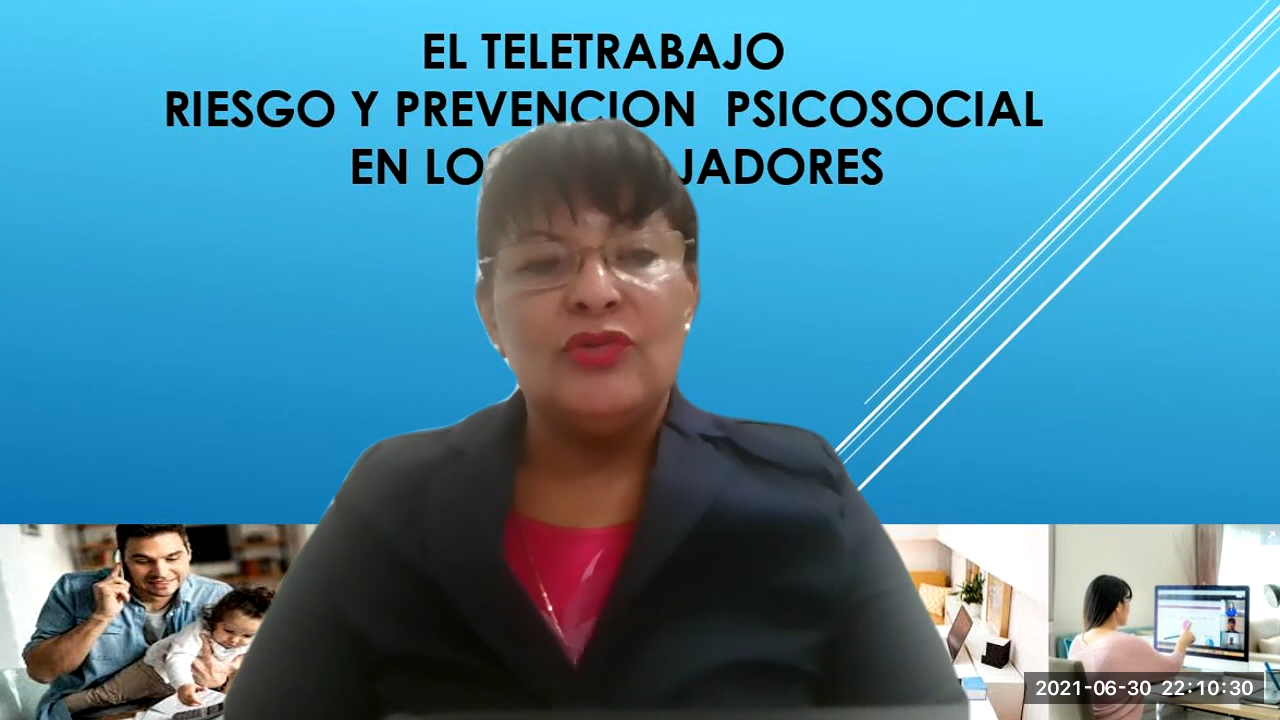 EL TELETRABAJO
RIESGO Y PREVENCION PSICOSOCIAL
EN LO JADORES
2021-06-30 22:10:30